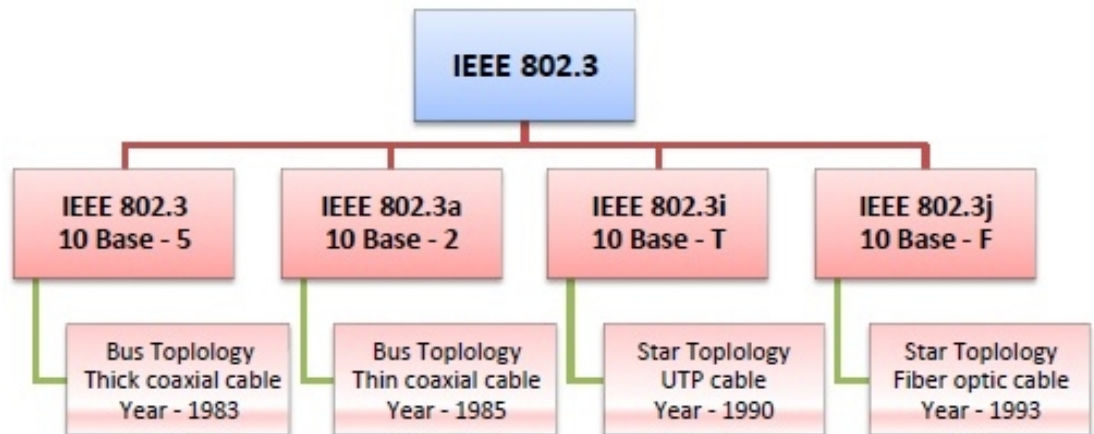 IEEE 802.3
IEEE 802.3
10 Base - 5
IEEE 802.3a
10 Base - 2
IEEE 802.3i
10 Base - T
IEEE 802.3j
10 Base - F
Bus Toplology
Thick coaxial cable
Year - 1983
Bus Toplology
Thin coaxial cable
Year - 1985
Star Toplology
UTP cable
Year - 1990
Star Toplology
Fiber optic cable
Year - 1993